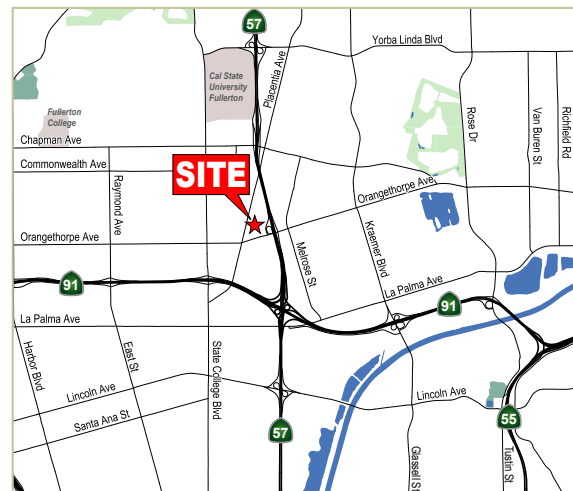 57
Yorba Linda Blvd
Placentia Ave
Cal State
University
Fullerton
Fullerton
College
Rose Dr
Van Buren St
Richfield Rd
Chapman Ave
Commonwealth Ave
SITE
Raymond Ave
Orangethorpe Ave
Orangethorpe Ave
Melrose St
Kraemer Blvd
La Palma Ave
91
91
La Palma Ave
Harbor Blvd
East St
State College Blvd
Lincoln Ave
Lincoln Ave
Santa Ana St
57
55
Glassell St
Tustin St